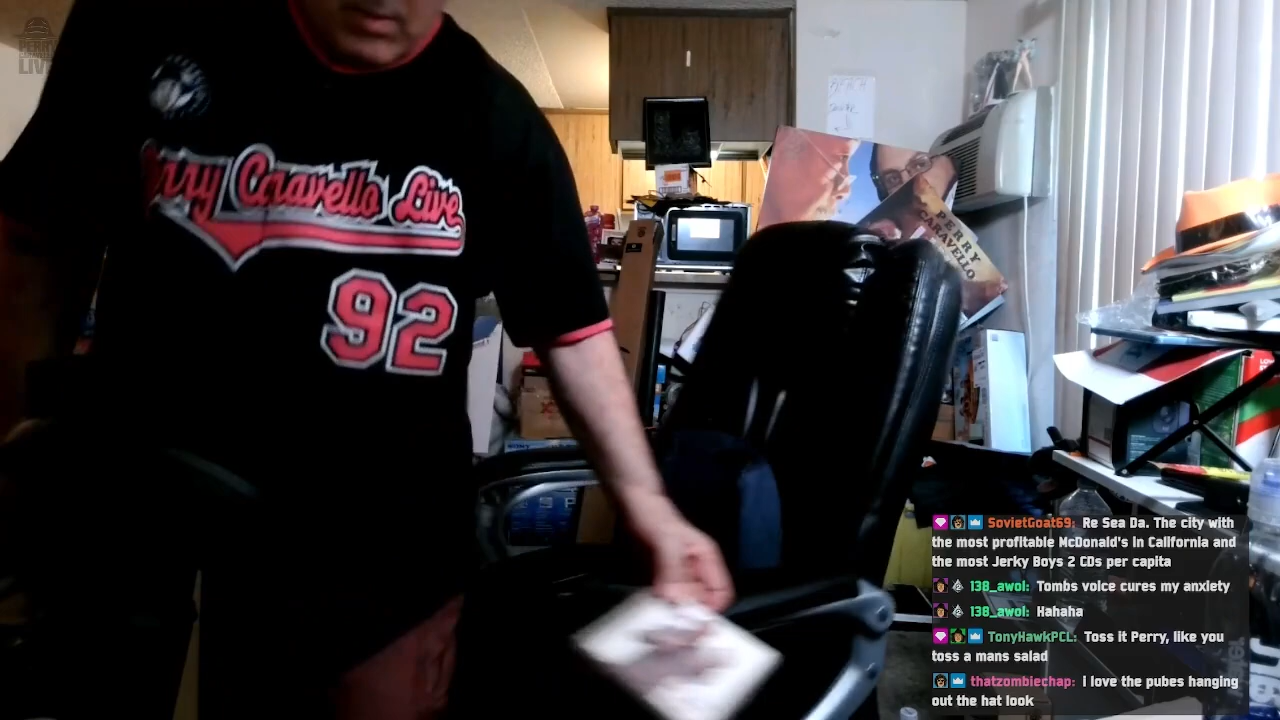 PERRY
LIVE
Perry Caravello Live
92
PERRY
CARAVELLO
SovietGoat69: Re Sea Da. The city with
the most profitable McDonald's in California and
the most Jerky Boys 2 CDs per capita
138_awol: Tombs voice cures my anxiety
138_awol: Hahaha
TonyHawkPCL: Toss it Perry, like you
toss a mans salad
thatzombiechap: i love the pubes hanging
out the hat look